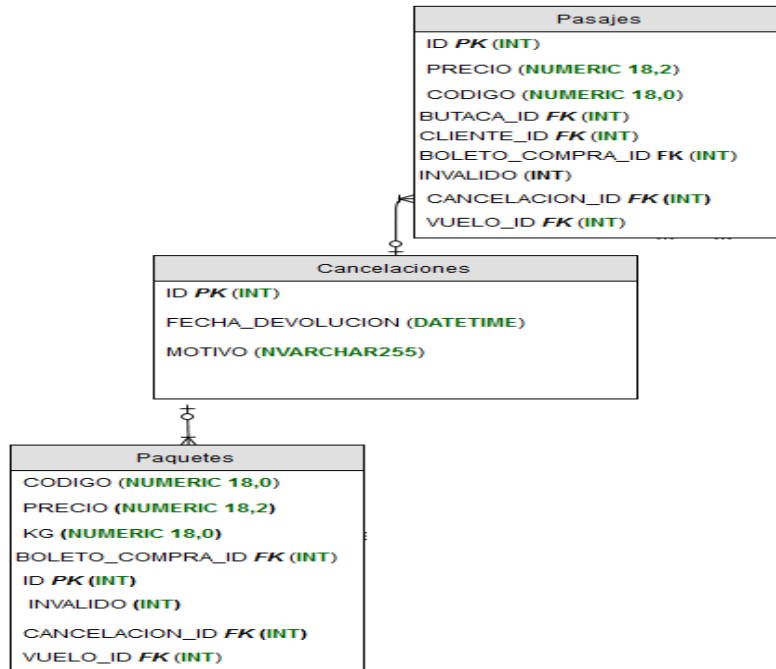 Pasajes
ID PK (INT)
PRECIO (NUMERIC 18,2)
CODIGO (NUMERIC 18,0)
BUTACA_ID FK (INT)
CLIENTE_ID FK (INT)
BOLETO_COMPRA_ID FK (INT)
INVALIDO (INT)
CANCELACION_ID FK (INT)
VUELO_ID FK (INT)
Cancelaciones
ID PK (INT)
FECHA_DEVOLUCION (DATETIME)
MOTIVO (NVARCHAR255)
Paquetes
CODIGO (NUMERIC 18,0)
PRECIO (NUMERIC 18,2)
KG (NUMERIC 18,0)
BOLETO_COMPRA_ID FK (INT)
ID PK (INT)
INVALIDO (INT)
CANCELACION_ID FK (INT)
VUELO_ID FK (INT)